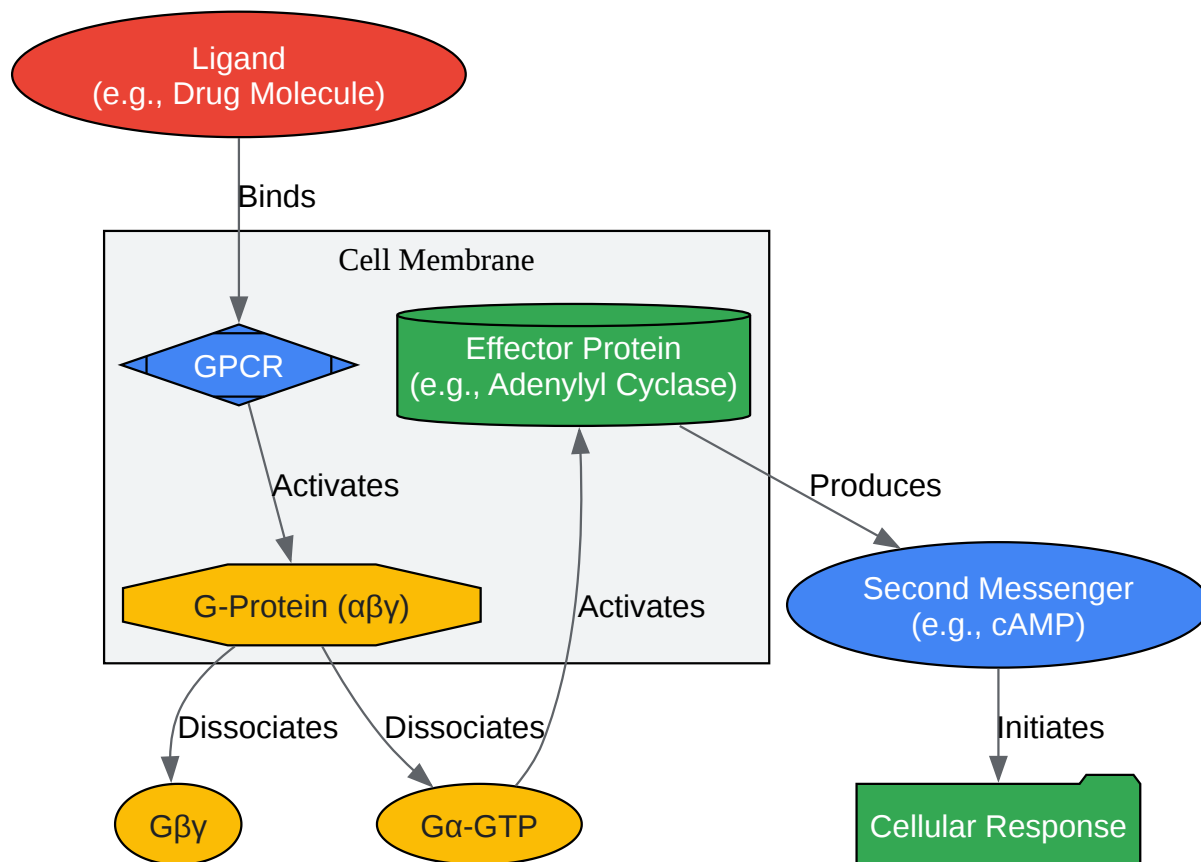 Ligand
(e.g., Drug Molecule)
Binds
Cell Membrane
GPCR
Effector Protein
(e.g., Adenylyl Cyclase)
Activates
Produces
G-Protein (αβγ)
Activates
Second Messenger
(e.g., cAMP)
Dissociates
Dissociates
Initiates
Gβγ
Gα-GTP
Cellular Response